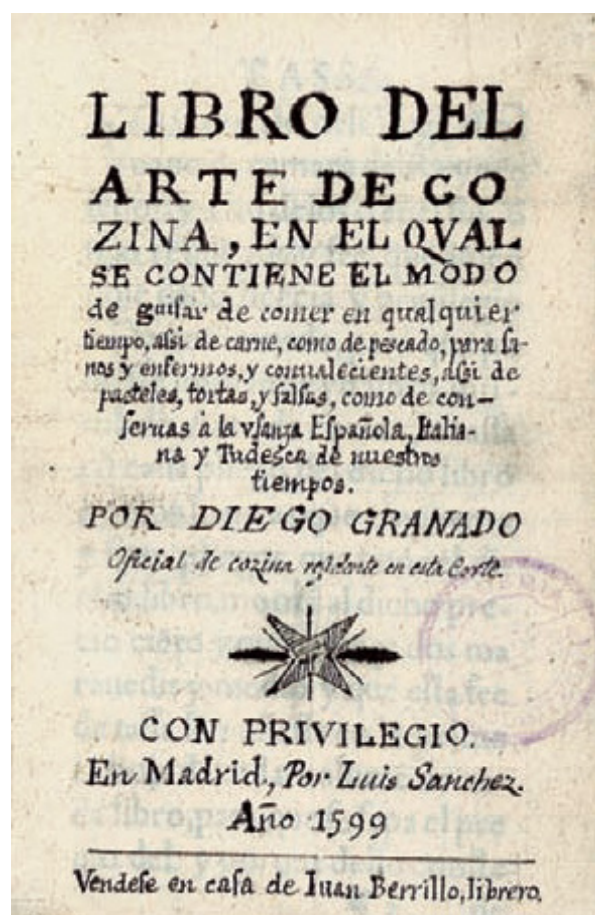 LIBRO DEL
ARTE DE CO
ZINA, EN EL QVAL
SE CONTIENE EL MODO
de guiſar de comer en qualquier
tiempo, aſsi de carne, como de peſcado, para ſa-
nos y enfermos, y conualecientes, aſsi de
paſteles, tortas, y ſalſas, como de con-
ſeruas a la vſanza Eſpañola, Italia-
na y Tudeſca de nueſtros
tiempos.
POR DIEGO GRANADO
Oficial de cozina reſidente en eſta Corte.
CON PRIVILEGIO.
En Madrid, Por Luis Sanchez.
Año 1599
Vendeſe en caſa de Iuan Berrillo, librero.